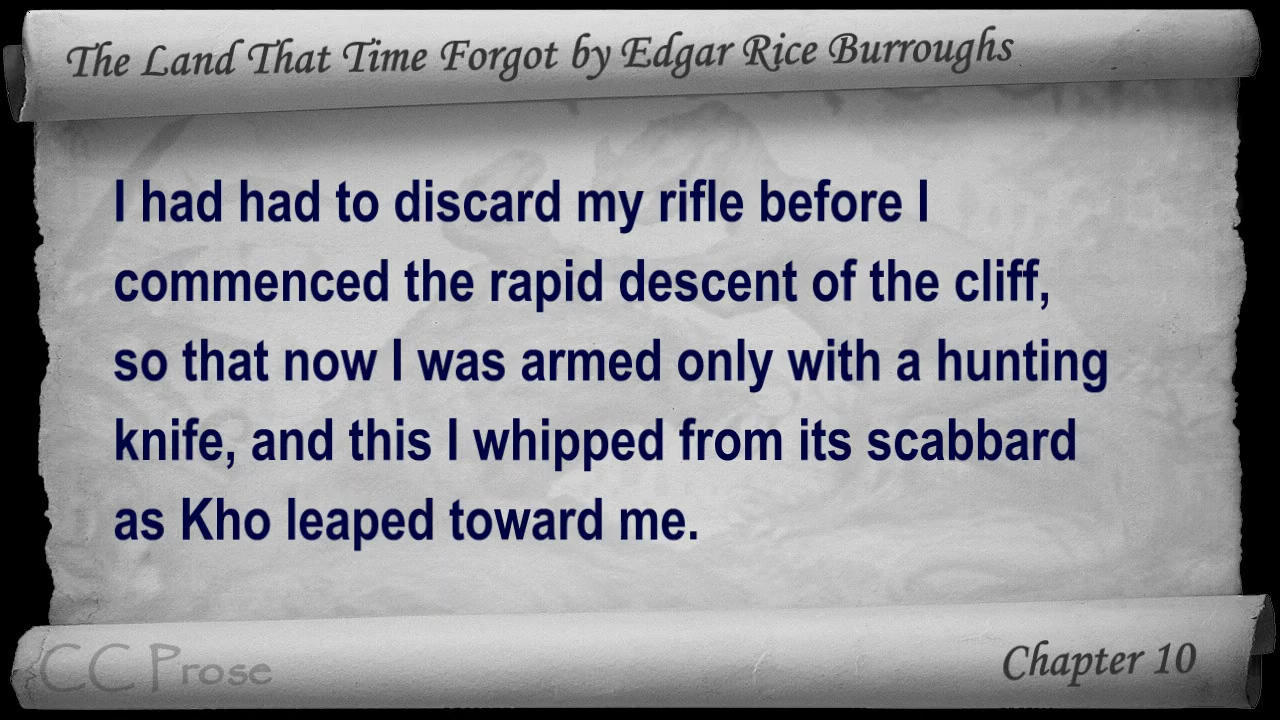 The Land That Time Forgot by Edgar Rice Burroughs
I had had to discard my rifle before I
commenced the rapid descent of the cliff,
so that now I was armed only with a hunting
knife, and this I whipped from its scabbard
as Kho leaped toward me.
CC Prose
Chapter 10